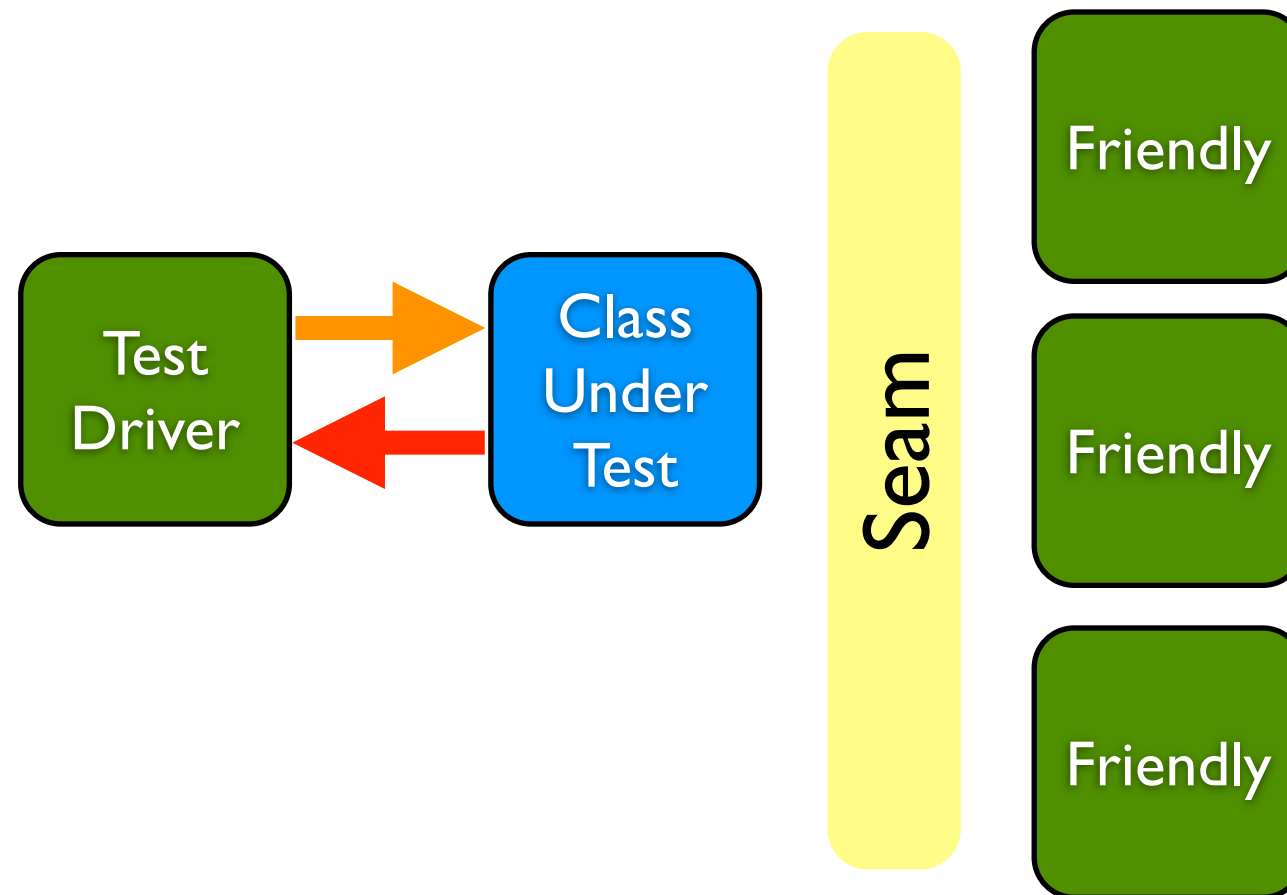 Test
Driver
Class
Under
Test
Seam
Friendly
Friendly
Friendly